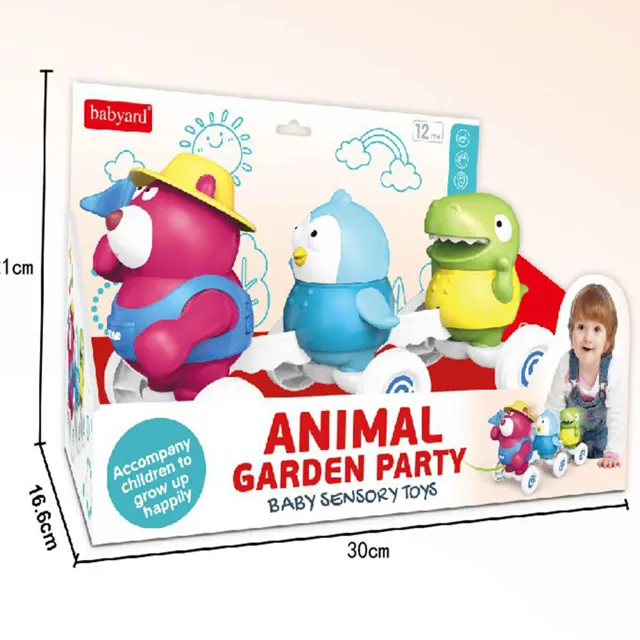 babyard
12
1cm
Accompany
children to
grow up
happily
ANIMAL
GARDEN PARTY
BABY SENSORY TOYS
16.6cm
30cm